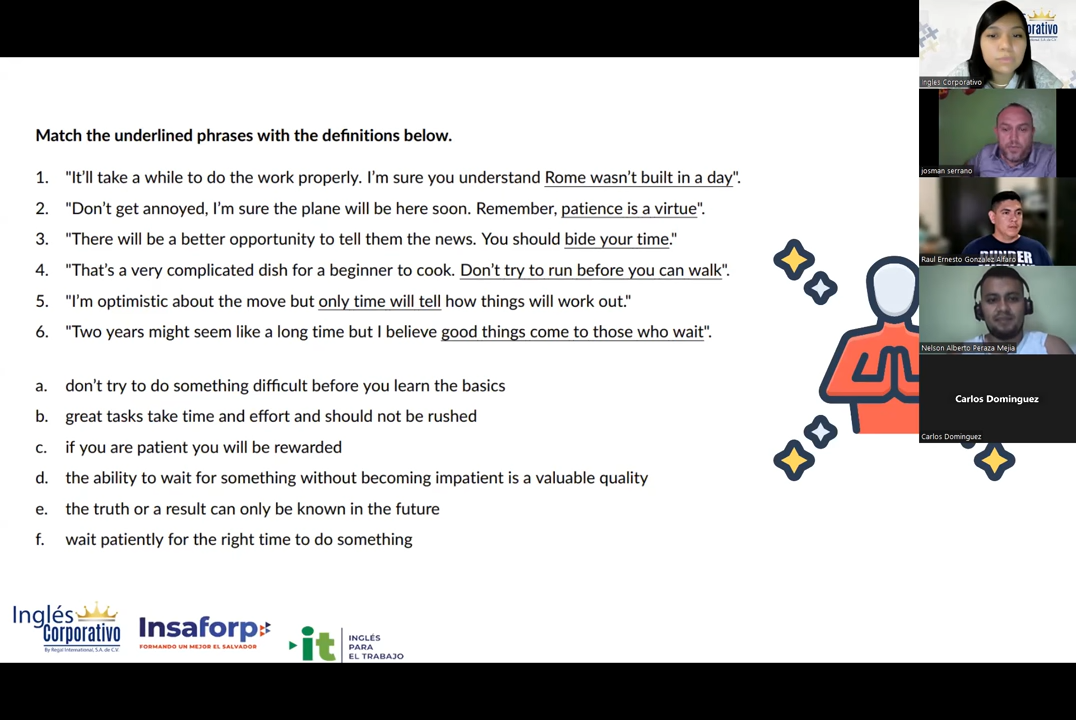 Match the underlined phrases with the definitions below.
1. "It'll take a while to do the work properly. I'm sure you understand Rome wasn't built in a day".
2. "Don't get annoyed, I'm sure the plane will be here soon. Remember, patience is a virtue".
3. "There will be a better opportunity to tell them the news. You should bide your time."
4. "That's a very complicated dish for a beginner to cook. Don't try to run before you can walk".
5. "I'm optimistic about the move but only time will tell how things will work out."
6. "Two years might seem like a long time but I believe good things come to those who wait".
a. don't try to do something difficult before you learn the basics
b. great tasks take time and effort and should not be rushed
c. if you are patient you will be rewarded
d. the ability to wait for something without becoming impatient is a valuable quality
e. the truth or a result can only be known in the future
f. wait patiently for the right time to do something
Inglés
Corporativo
By Regal International, S.A. de C.V.
Insaforp
FORMANDO UN MEJOR EL SALVADOR
it
INGLÉS
PARA
EL TRABAJO
orativo
Inglés Corporativo
josman serrano
Raul Ernesto González Alfaro
Nelson Alberto Peraza Mejia
Carlos Dominguez
Carlos Dominguez